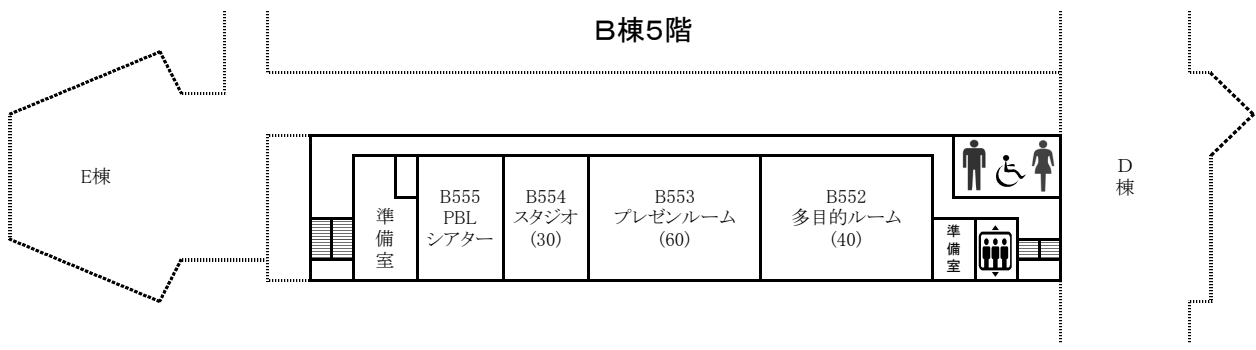 B棟5階
E棟
準
備
室
B555
PBL
シアター
B554
スタジオ
(30)
B553
プレゼンルーム
(60)
B552
多目的ルーム
(40)
準
備
室
D
棟